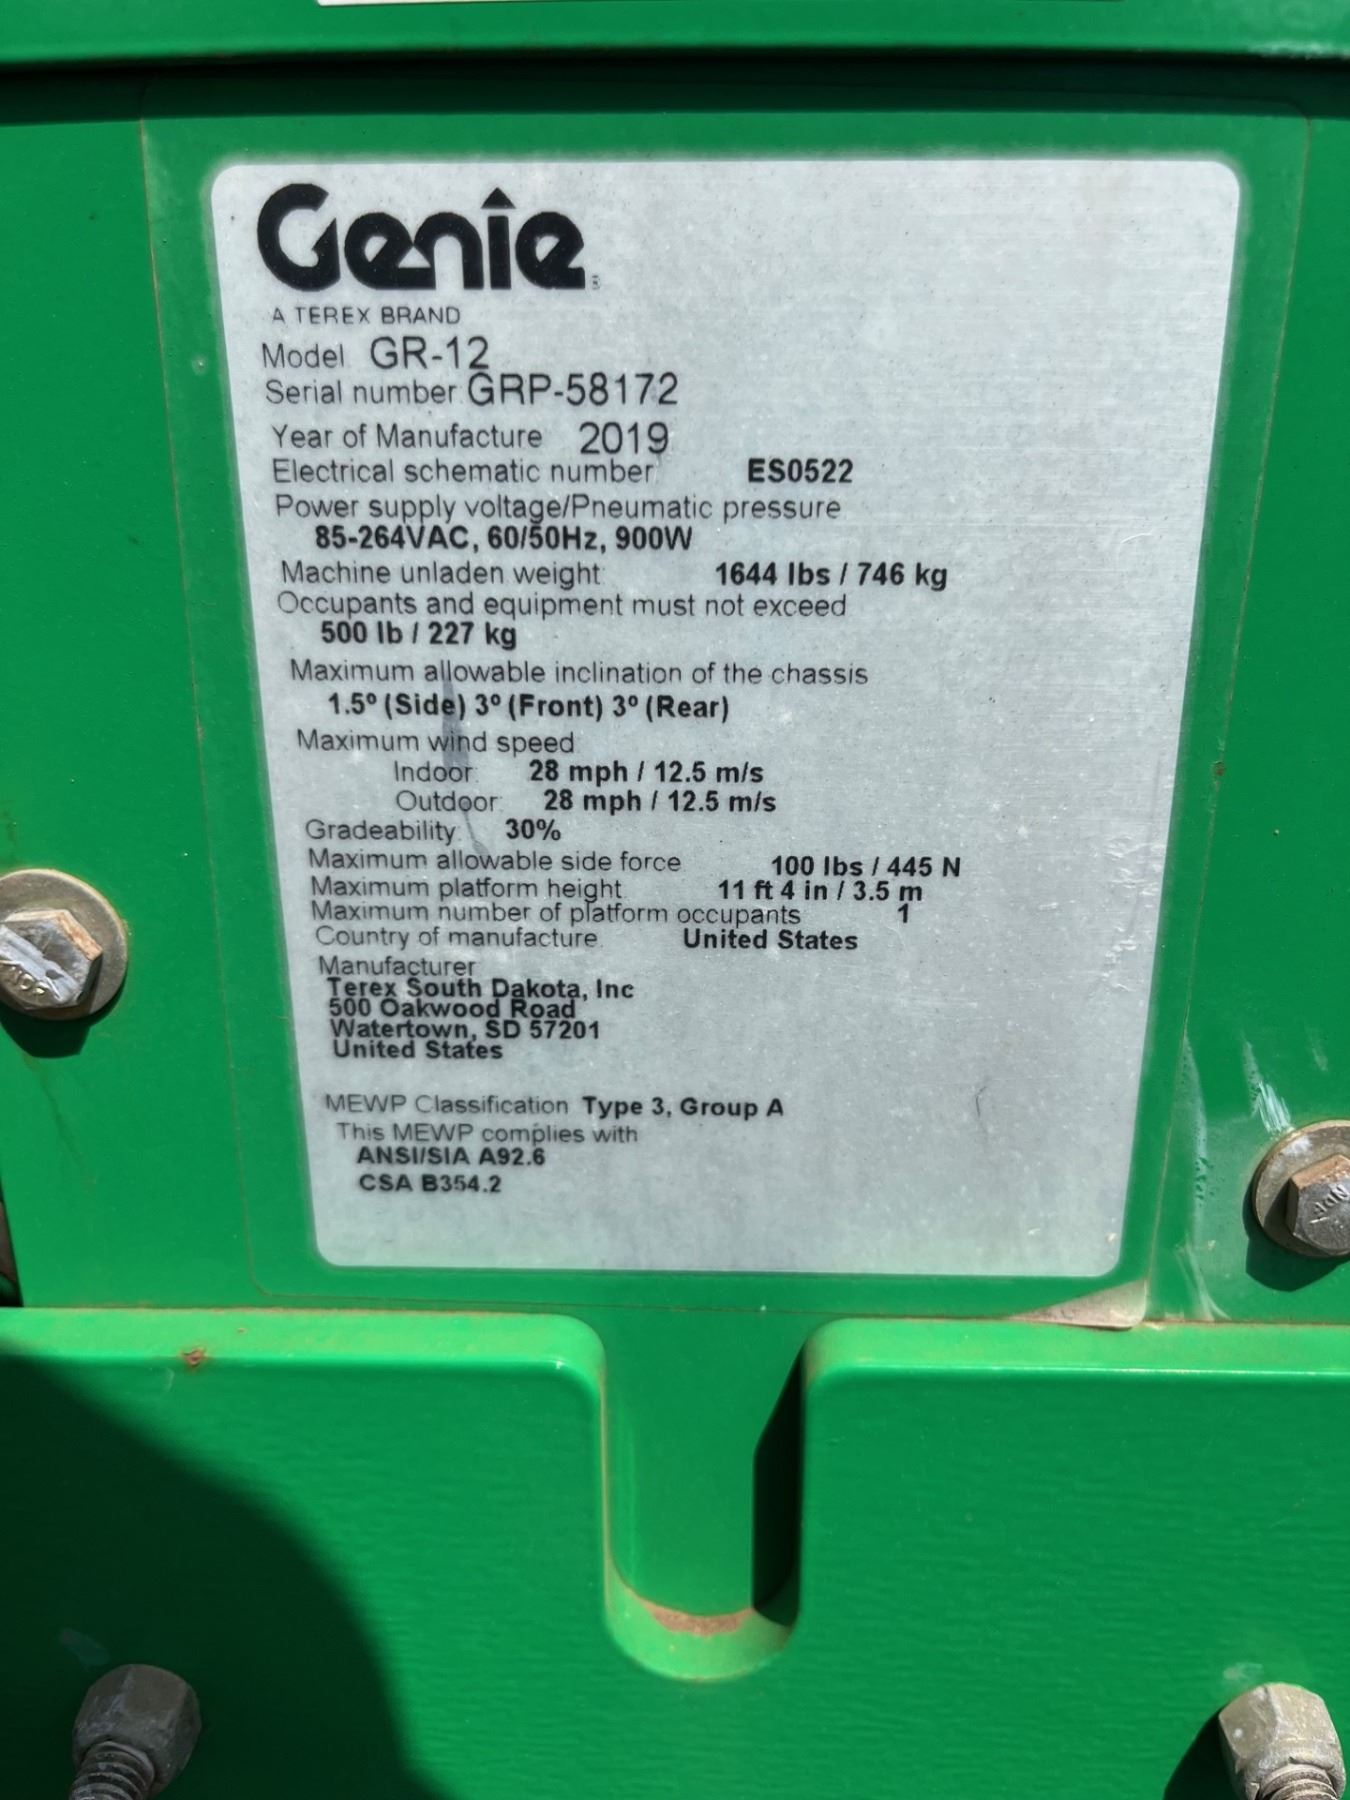 Genie®
A TEREX BRAND
Model: GR-12
Serial number: GRP-58172
Year of Manufacture: 2019
Electrical schematic number: ES0522
Power supply voltage/Pneumatic pressure
85-264VAC, 60/50Hz, 900W
Machine unladen weight: 1644 lbs / 746 kg
Occupants and equipment must not exceed
500 lb / 227 kg
Maximum allowable inclination of the chassis
1.5º (Side) 3º (Front) 3º (Rear)
Maximum wind speed
Indoor: 28 mph / 12.5 m/s
Outdoor: 28 mph / 12.5 m/s
Gradeability: 30%
Maximum allowable side force 100 lbs / 445 N
Maximum platform height 11 ft 4 in / 3.5 m
Maximum number of platform occupants 1
Country of manufacture: United States
Manufacturer
Terex South Dakota, Inc
500 Oakwood Road
Watertown, SD 57201
United States
MEWP Classification Type 3, Group A
This MEWP complies with
ANSI/SIA A92.6
CSA B354.2